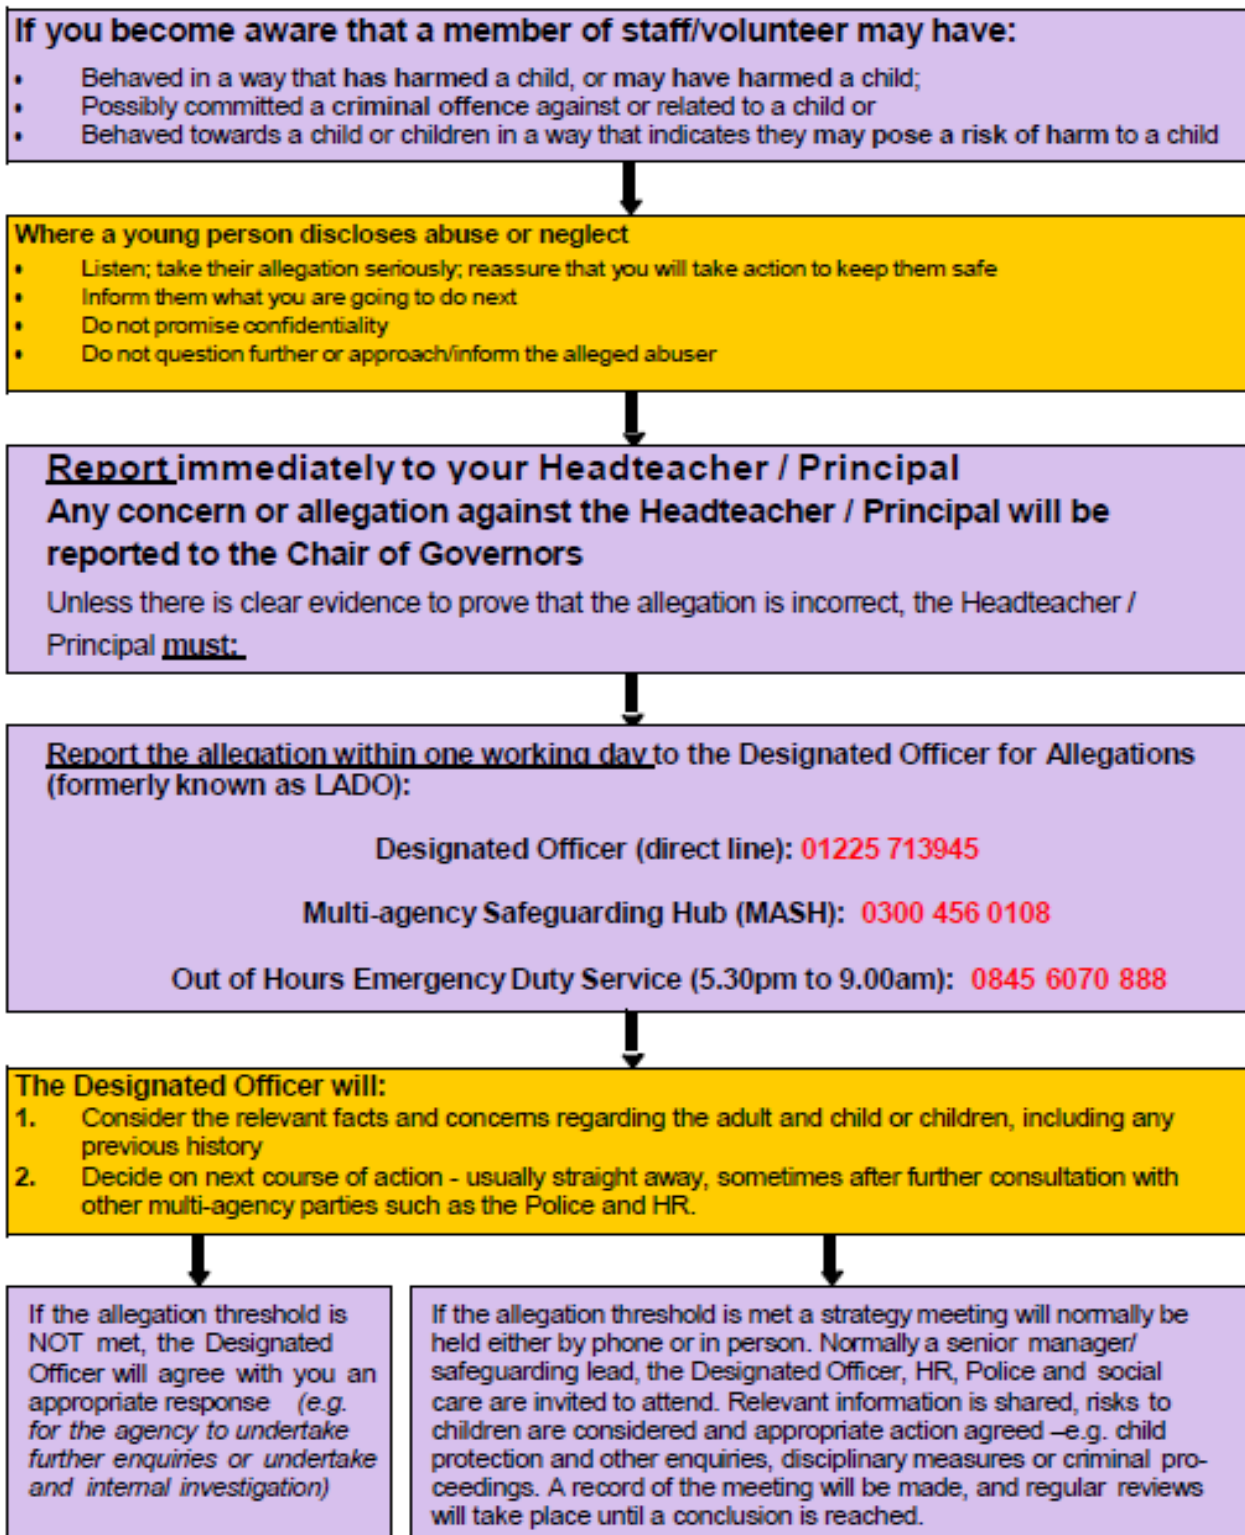 If you become aware that a member of staff/volunteer may have:
• Behaved in a way that has harmed a child, or may have harmed a child;
• Possibly committed a criminal offence against or related to a child or
• Behaved towards a child or children in a way that indicates they may pose a risk of harm to a child
Where a young person discloses abuse or neglect
• Listen; take their allegation seriously; reassure that you will take action to keep them safe
• Inform them what you are going to do next
• Do not promise confidentiality
• Do not question further or approach/inform the alleged abuser
Report immediately to your Headteacher / Principal
Any concern or allegation against the Headteacher / Principal will be
reported to the Chair of Governors
Unless there is clear evidence to prove that the allegation is incorrect, the Headteacher /
Principal must:
Report the allegation within one working day to the Designated Officer for Allegations
(formerly known as LADO):
Designated Officer (direct line): 01225 713945
Multi-agency Safeguarding Hub (MASH): 0300 456 0108
Out of Hours Emergency Duty Service (5.30pm to 9.00am): 0845 6070 888
The Designated Officer will:
1. Consider the relevant facts and concerns regarding the adult and child or children, including any
previous history
2. Decide on next course of action - usually straight away, sometimes after further consultation with
other multi-agency parties such as the Police and HR.
If the allegation threshold is
NOT met, the Designated
Officer will agree with you an
appropriate response (e.g.
for the agency to undertake
further enquiries or undertake
and internal investigation)
If the allegation threshold is met a strategy meeting will normally be
held either by phone or in person. Normally a senior manager/
safeguarding lead, the Designated Officer, HR, Police and social
care are invited to attend. Relevant information is shared, risks to
children are considered and appropriate action agreed –e.g. child
protection and other enquiries, disciplinary measures or criminal pro-
ceedings. A record of the meeting will be made, and regular reviews
will take place until a conclusion is reached.